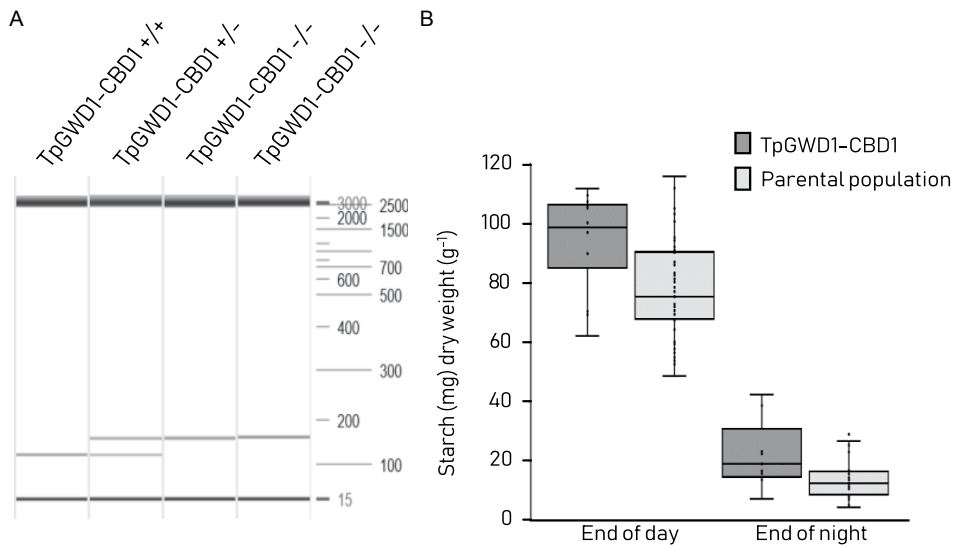 A
TpGWD1-CBD1 +/+
TpGWD1-CBD1 +/-
TpGWD1-CBD1 -/-
TpGWD1-CBD1 -/-
3000 2500
2000
1500
700
600
500
400
300
200
100
15
B
TpGWD1-CBD1
Parental population
Starch (mg) dry weight (g⁻¹)
120
100
80
60
40
20
0
End of day
End of night